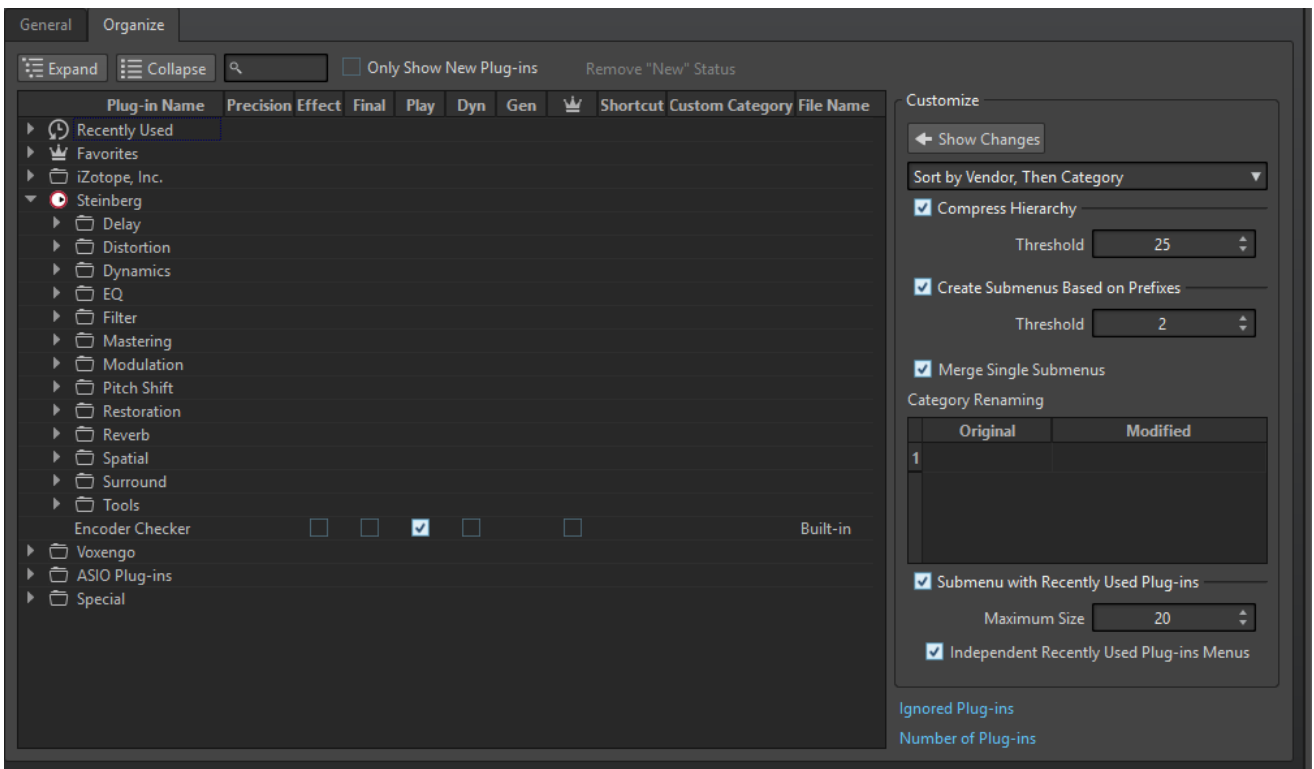 General Organize
Expand Collapse Only Show New Plug-ins Remove "New" Status
Plug-in Name Precision Effect Final Play Dyn Gen Shortcut Custom Category File Name
Recently Used
Favorites
iZotope, Inc.
Steinberg
Delay
Distortion
Dynamics
EQ
Filter
Mastering
Modulation
Pitch Shift
Restoration
Reverb
Spatial
Surround
Tools
Encoder Checker Built-in
Voxengo
ASIO Plug-ins
Special
Customize
Show Changes
Sort by Vendor, Then Category
Compress Hierarchy
Threshold 25
Create Submenus Based on Prefixes
Threshold 2
Merge Single Submenus
Category Renaming
Original Modified
1
Submenu with Recently Used Plug-ins
Maximum Size 20
Independent Recently Used Plug-ins Menus
Ignored Plug-ins
Number of Plug-ins